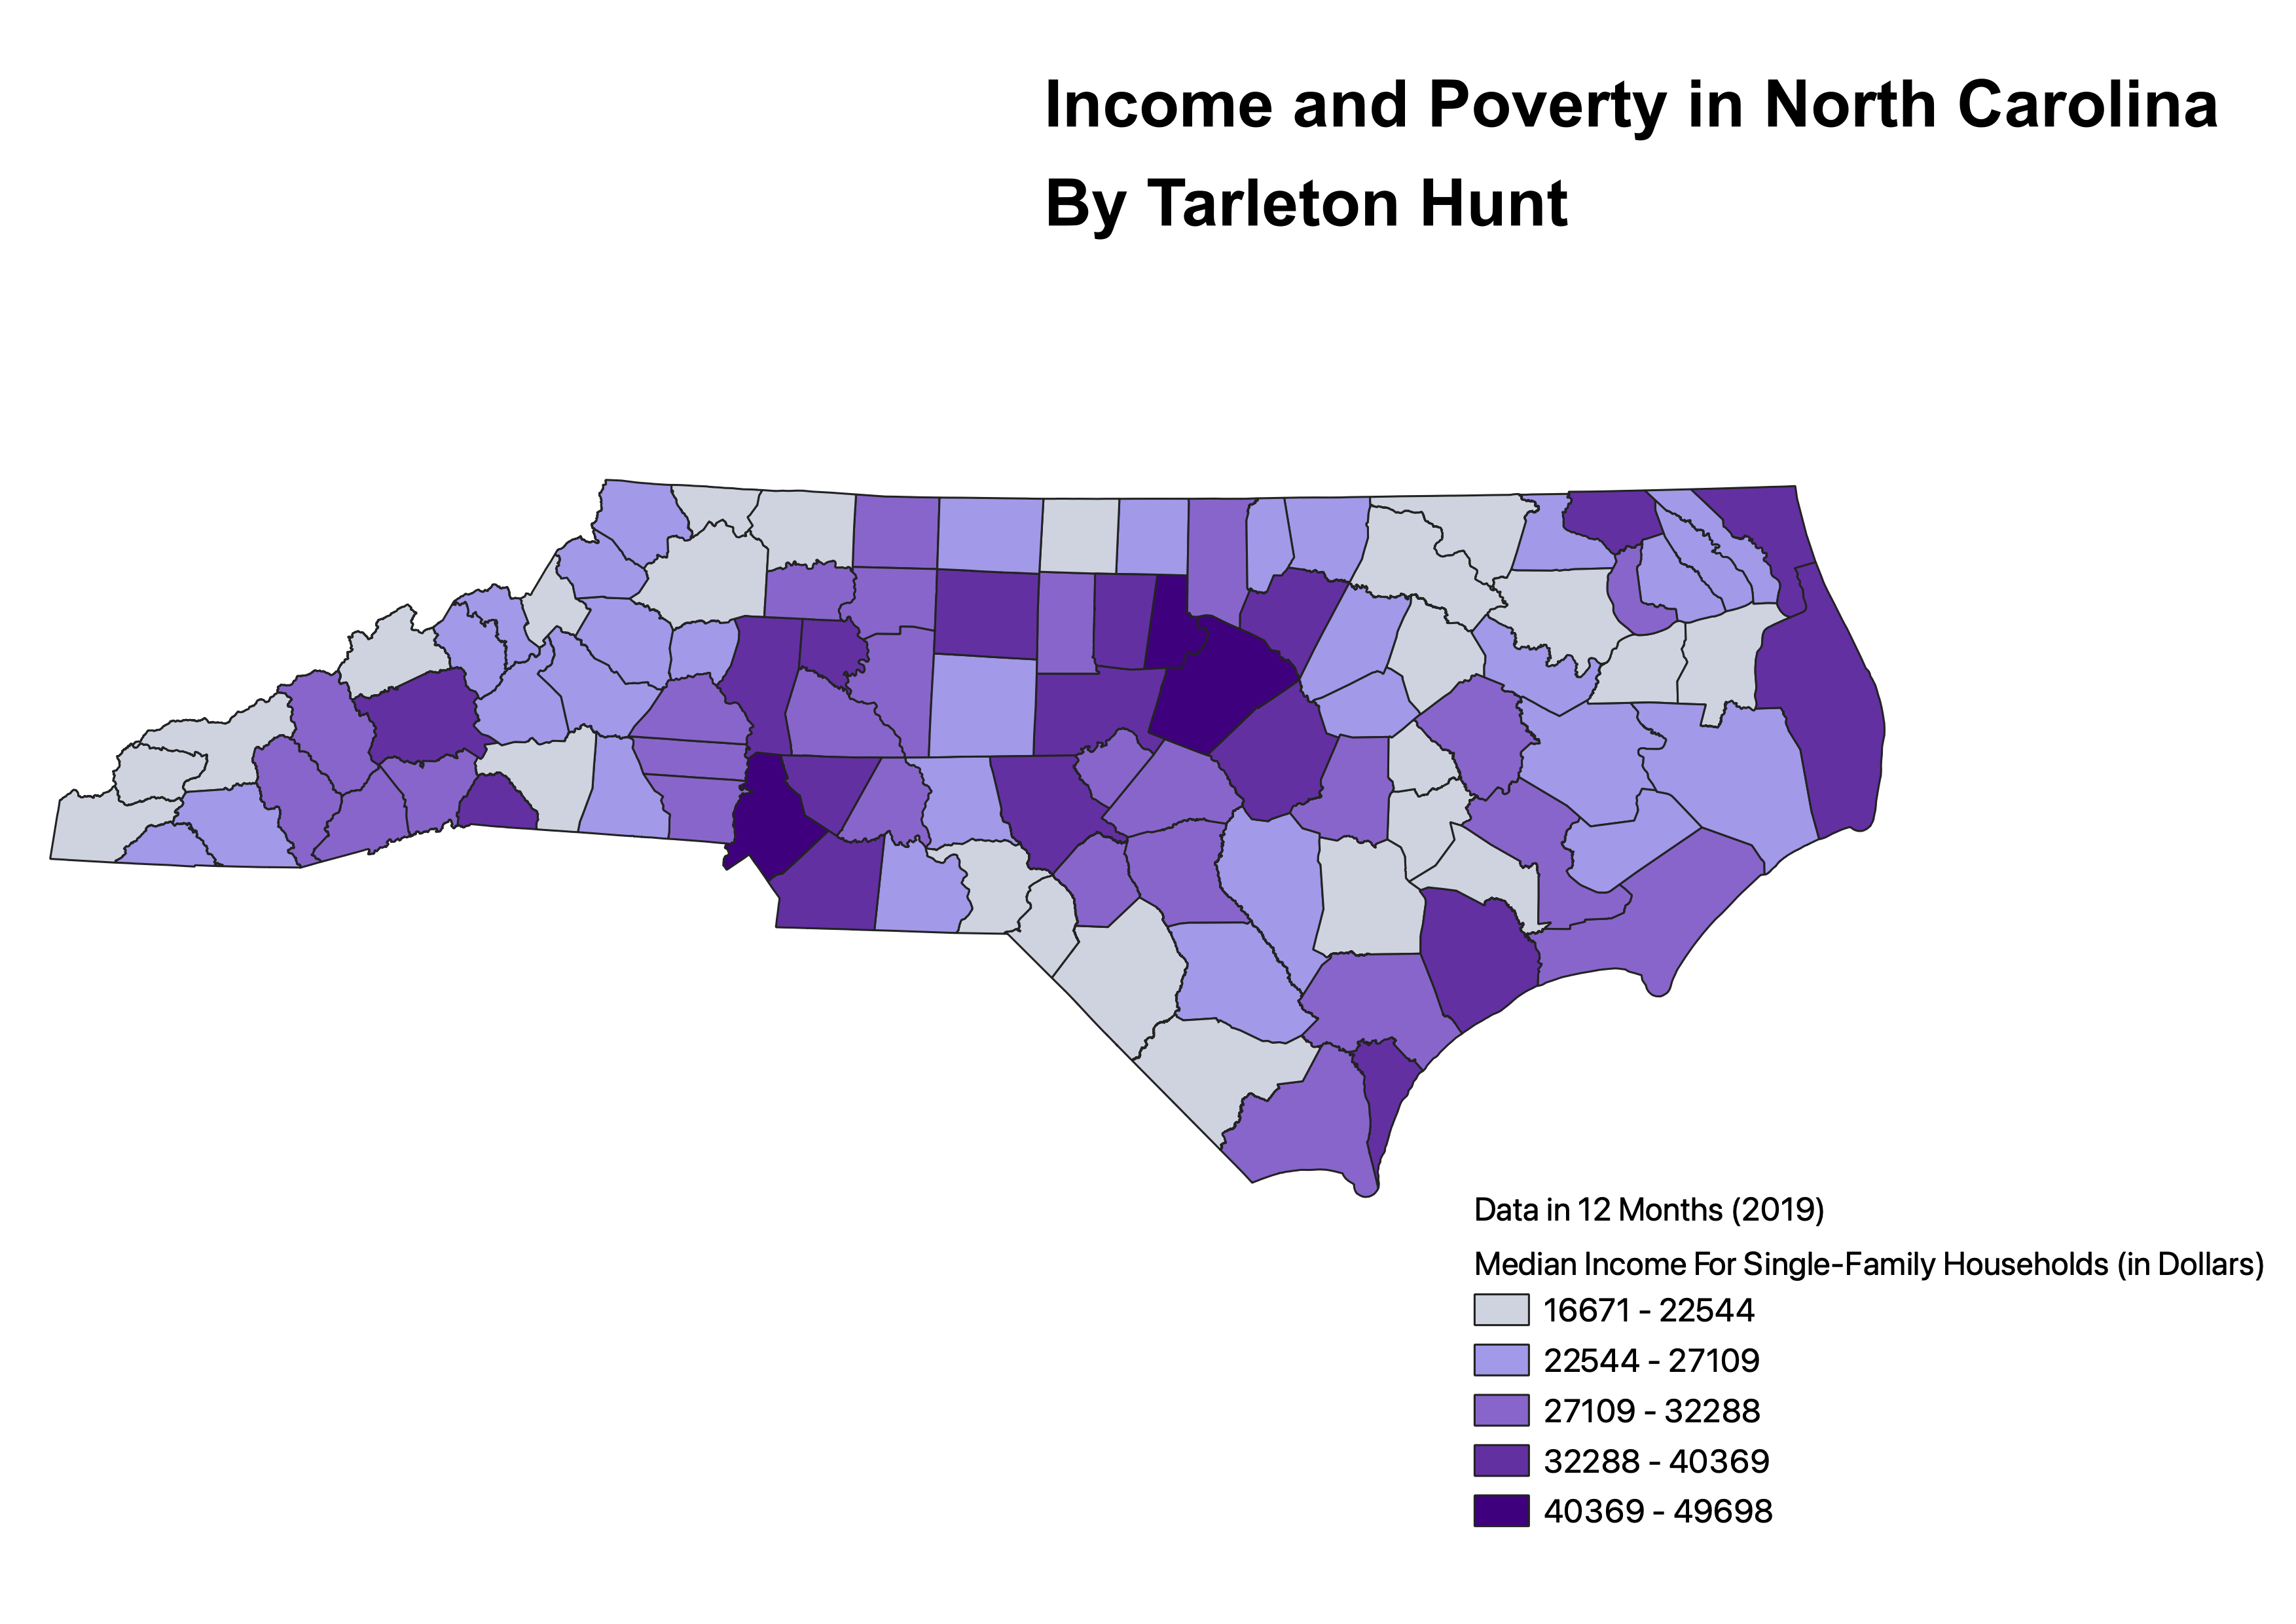 Income and Poverty in North Carolina
By Tarleton Hunt
Data in 12 Months (2019)
Median Income For Single-Family Households (in Dollars)
16671 - 22544
22544 - 27109
27109 - 32288
32288 - 40369
40369 - 49698